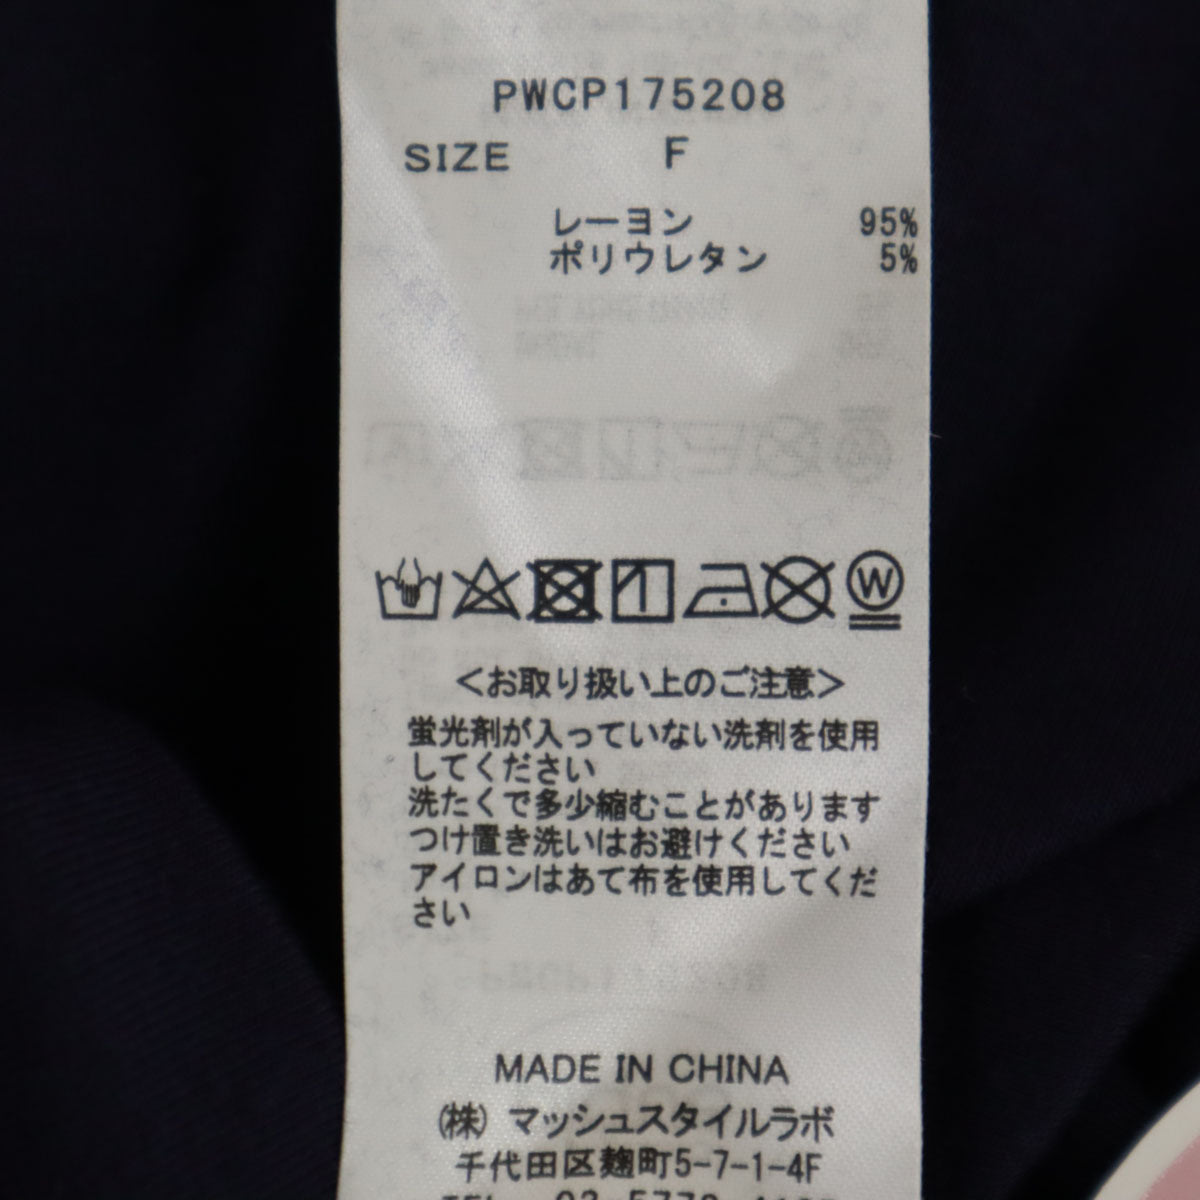 PWCP175208
SIZE F
レーヨン 95%
ポリウレタン 5%
W
<お取り扱い上のご注意>
蛍光剤が入っていない洗剤を使用
してください
洗たくで多少縮むことがあります
つけ置き洗いはお避けください
アイロンはあて布を使用してくだ
さい
MADE IN CHINA
(株) マッシュスタイルラボ
千代田区麹町5-7-1-4F